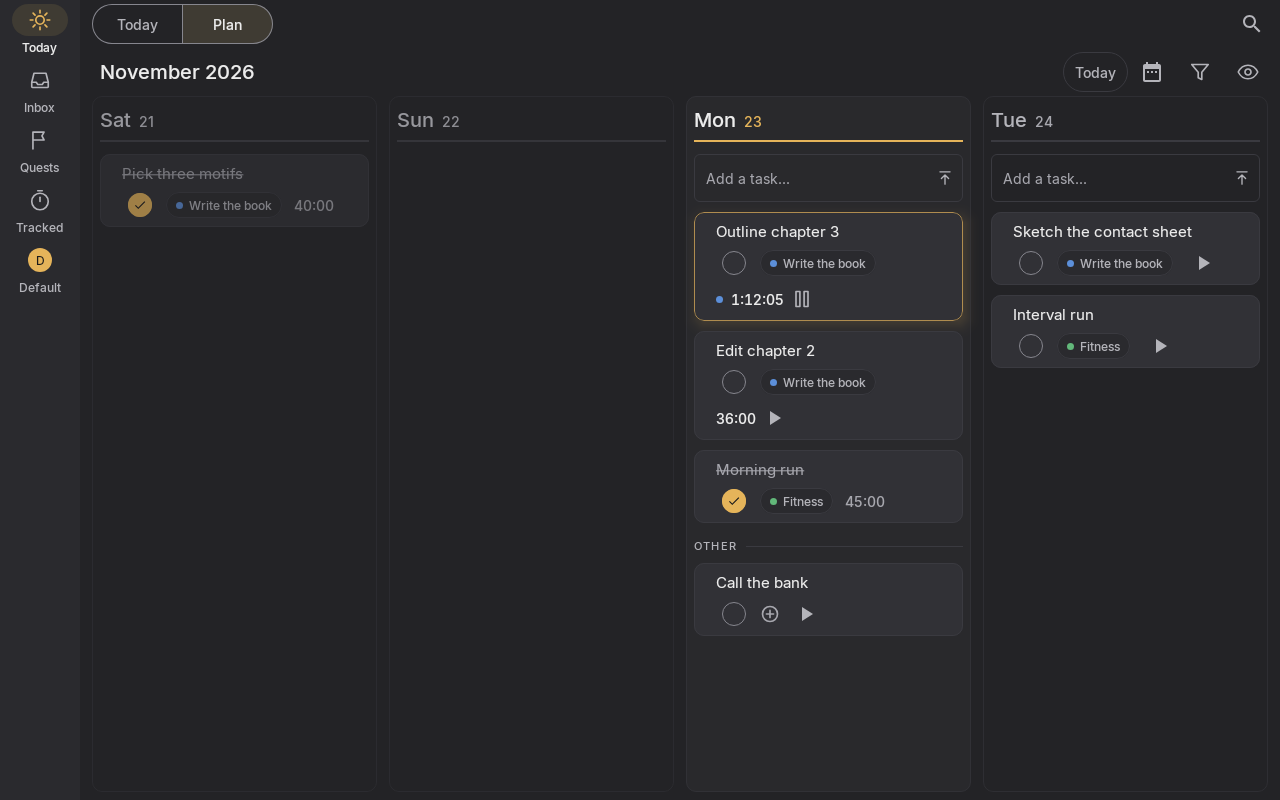 Today
Inbox
Quests
Tracked
D
Default
Today
Plan
November 2026
Today
Sat 21
Pick three motifs
Write the book
40:00
Sun 22
Mon 23
Add a task...
Outline chapter 3
Write the book
1:12:05
Edit chapter 2
Write the book
36:00
Morning run
Fitness
45:00
OTHER
Call the bank
Tue 24
Add a task...
Sketch the contact sheet
Write the book
Interval run
Fitness